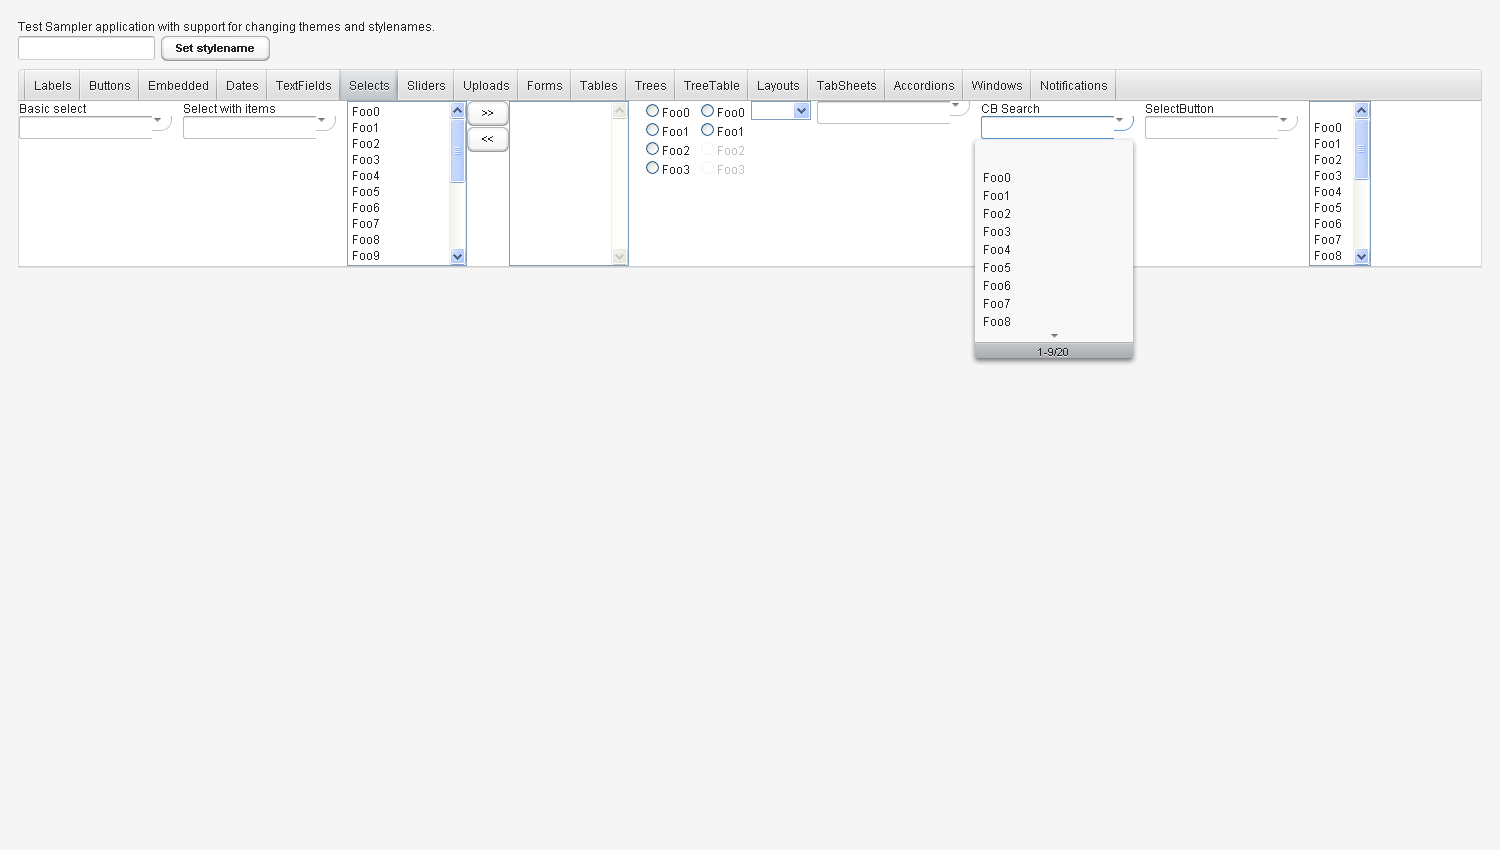 Test Sampler application with support for changing themes and stylenames.
Set stylename
Labels Buttons Embedded Dates TextFields Selects Sliders Uploads Forms Tables Trees TreeTable Layouts TabSheets Accordions Windows Notifications
Basic select
Select with items
Foo0
Foo1
Foo2
Foo3
Foo4
Foo5
Foo6
Foo7
Foo8
Foo9
>>
<<
Foo0
Foo1
Foo2
Foo3
Foo0
Foo1
Foo2
Foo3
CB Search
Foo0
Foo1
Foo2
Foo3
Foo4
Foo5
Foo6
Foo7
Foo8
1-9/20
SelectButton
Foo0
Foo1
Foo2
Foo3
Foo4
Foo5
Foo6
Foo7
Foo8